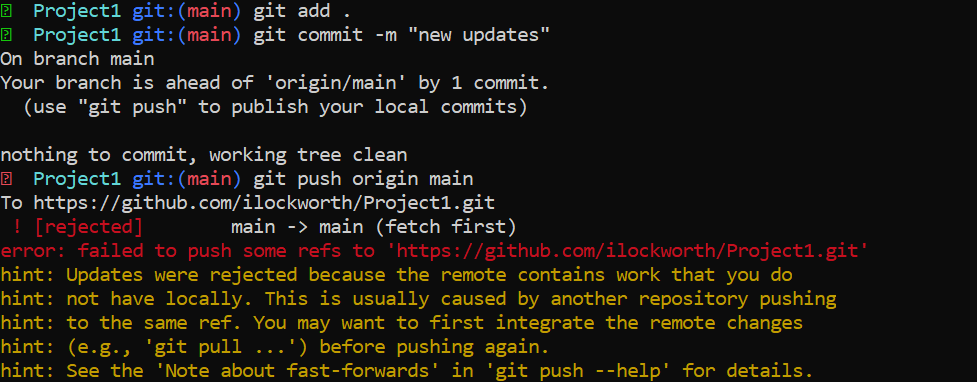 Project1 git:(main) git add .
Project1 git:(main) git commit -m "new updates"
On branch main
Your branch is ahead of 'origin/main' by 1 commit.
  (use "git push" to publish your local commits)

nothing to commit, working tree clean
Project1 git:(main) git push origin main
To https://github.com/ilockworth/Project1.git
 ! [rejected]        main -> main (fetch first)
error: failed to push some refs to 'https://github.com/ilockworth/Project1.git'
hint: Updates were rejected because the remote contains work that you do
hint: not have locally. This is usually caused by another repository pushing
hint: to the same ref. You may want to first integrate the remote changes
hint: (e.g., 'git pull ...') before pushing again.
hint: See the 'Note about fast-forwards' in 'git push --help' for details.